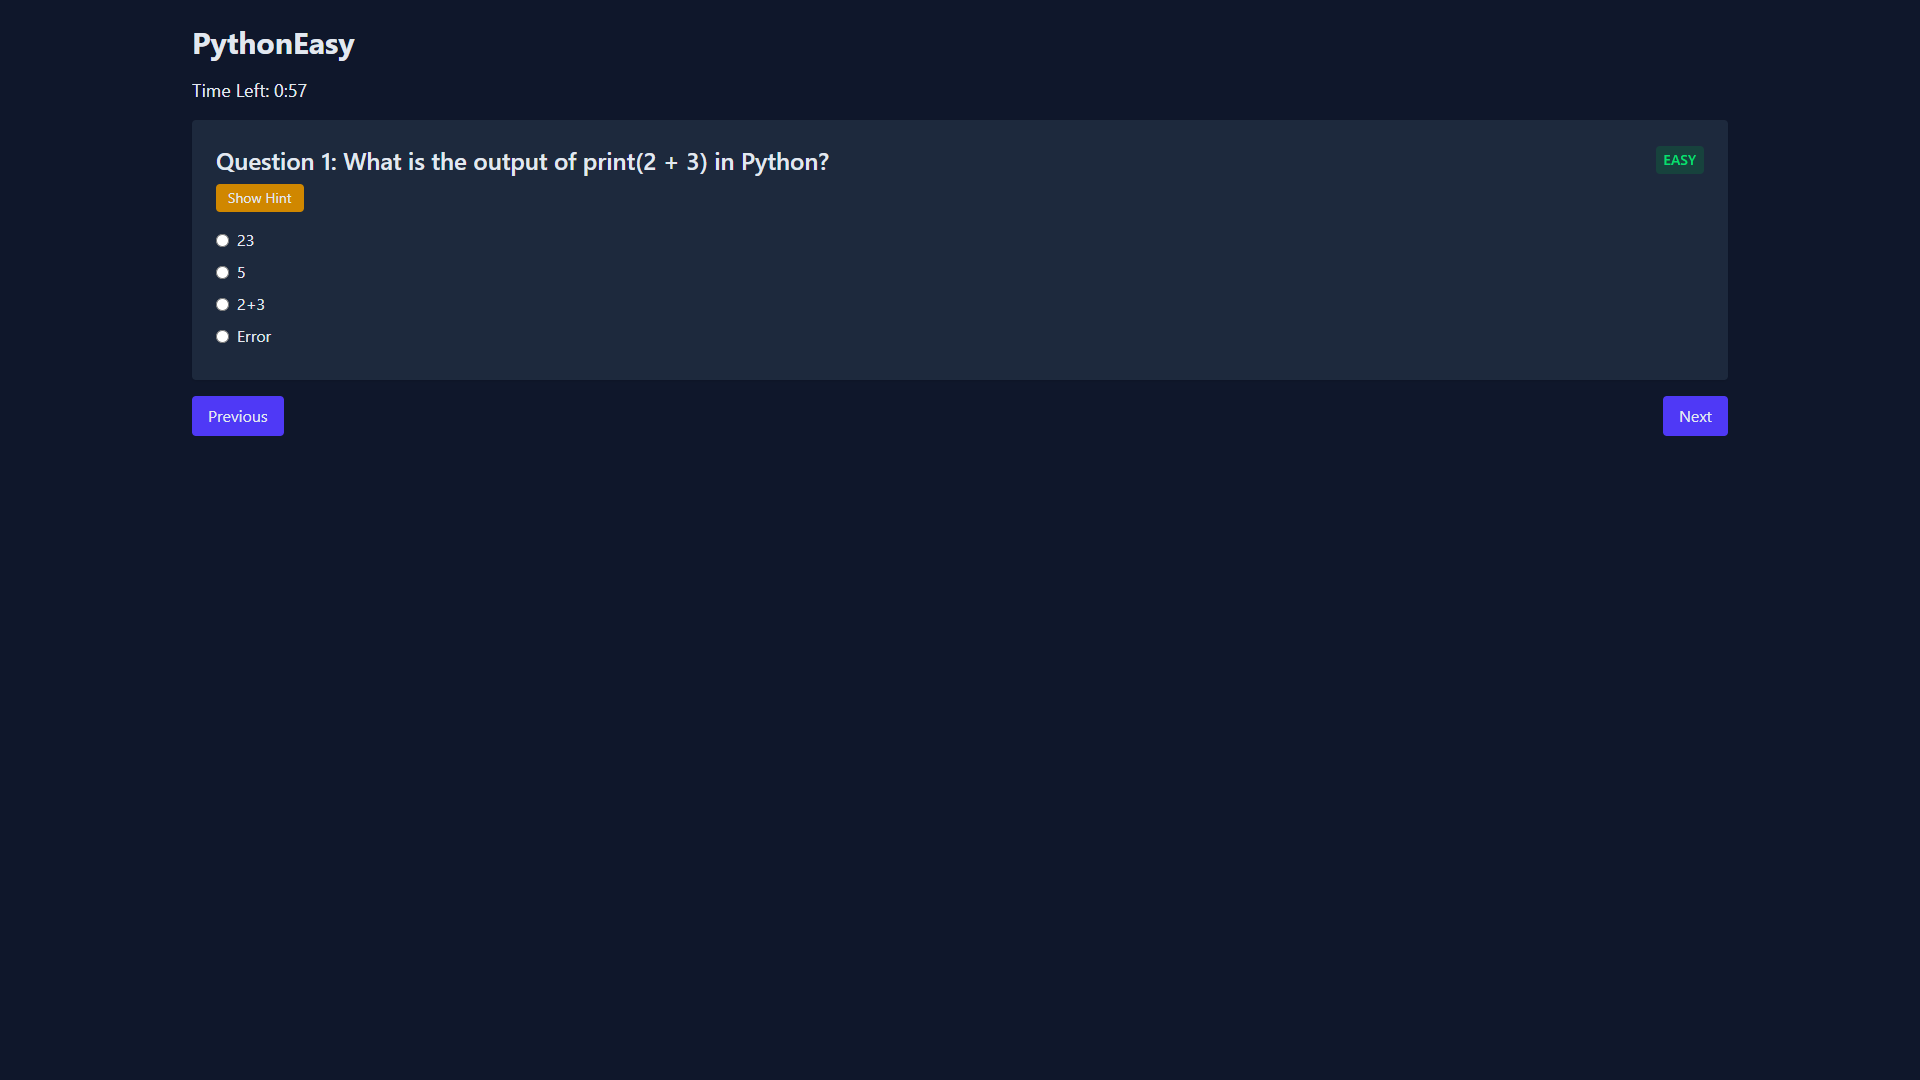 PythonEasy
Time Left: 0:57
Question 1: What is the output of print(2 + 3) in Python?
EASY
Show Hint
23
5
2+3
Error
Previous
Next